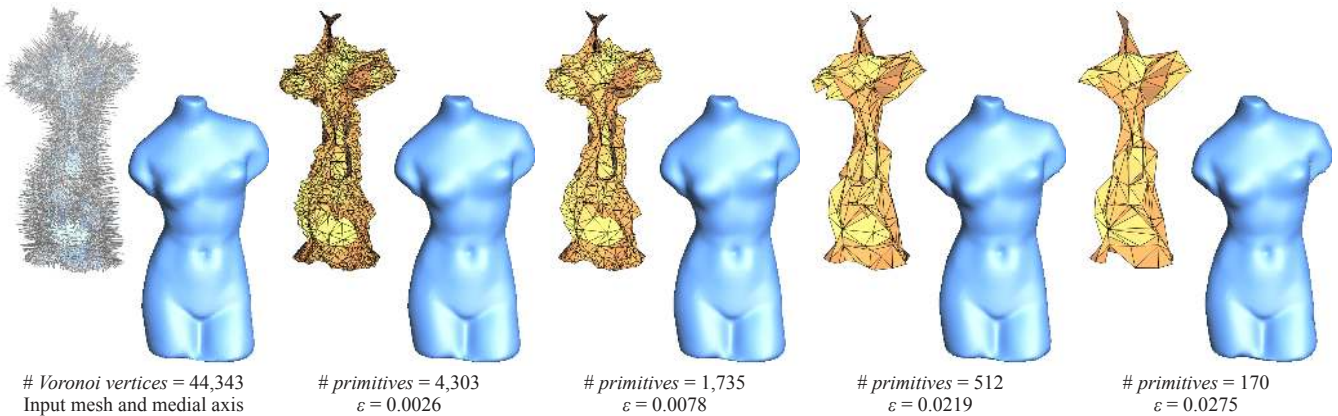 # Voronoi vertices = 44,343
Input mesh and medial axis
# primitives = 4,303
ε = 0.0026
# primitives = 1,735
ε = 0.0078
# primitives = 512
ε = 0.0219
# primitives = 170
ε = 0.0275